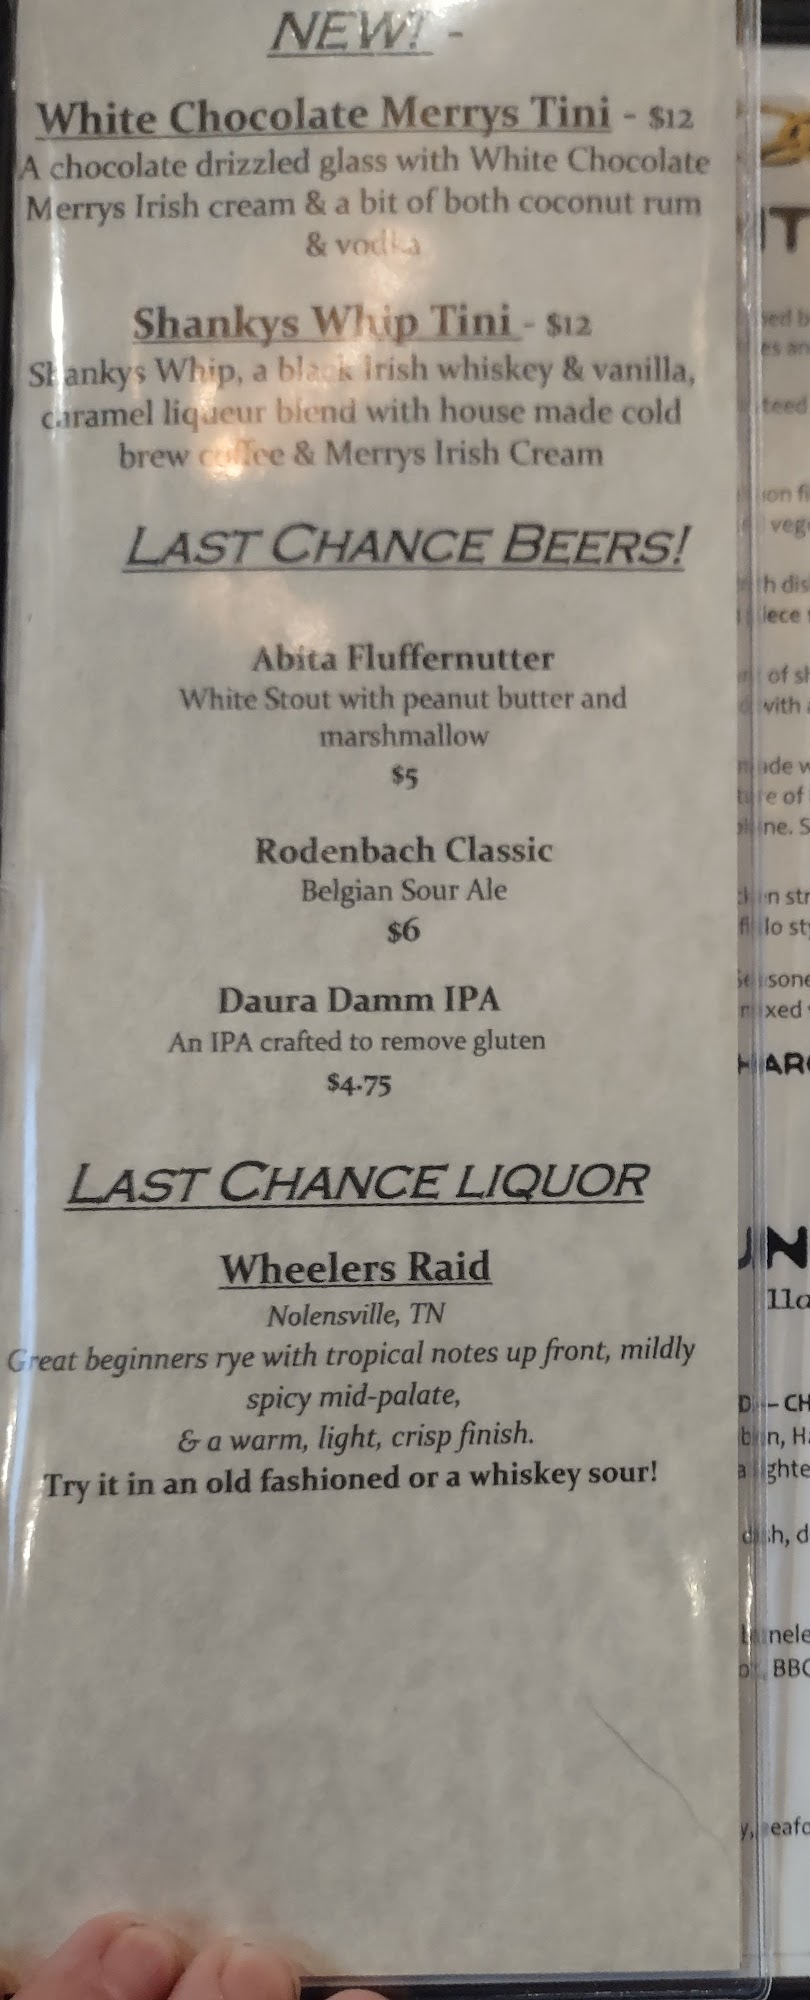 NEW! -
White Chocolate Merrys Tini - $12
A chocolate drizzled glass with White Chocolate
Merrys Irish cream & a bit of both coconut rum
& vodka
Shankys Whip Tini - $12
Shankys Whip, a black Irish whiskey & vanilla,
caramel liqueur blend with house made cold
brew coffee & Merrys Irish Cream
LAST CHANCE BEERS!
Abita Fluffernutter
White Stout with peanut butter and
marshmallow
$5
Rodenbach Classic
Belgian Sour Ale
$6
Daura Damm IPA
An IPA crafted to remove gluten
$4.75
LAST CHANCE LIQUOR
Wheelers Raid
Nolensville, TN
Great beginners rye with tropical notes up front, mildly
spicy mid-palate,
& a warm, light, crisp finish.
Try it in an old fashioned or a whiskey sour!
of
with
of
BBQ